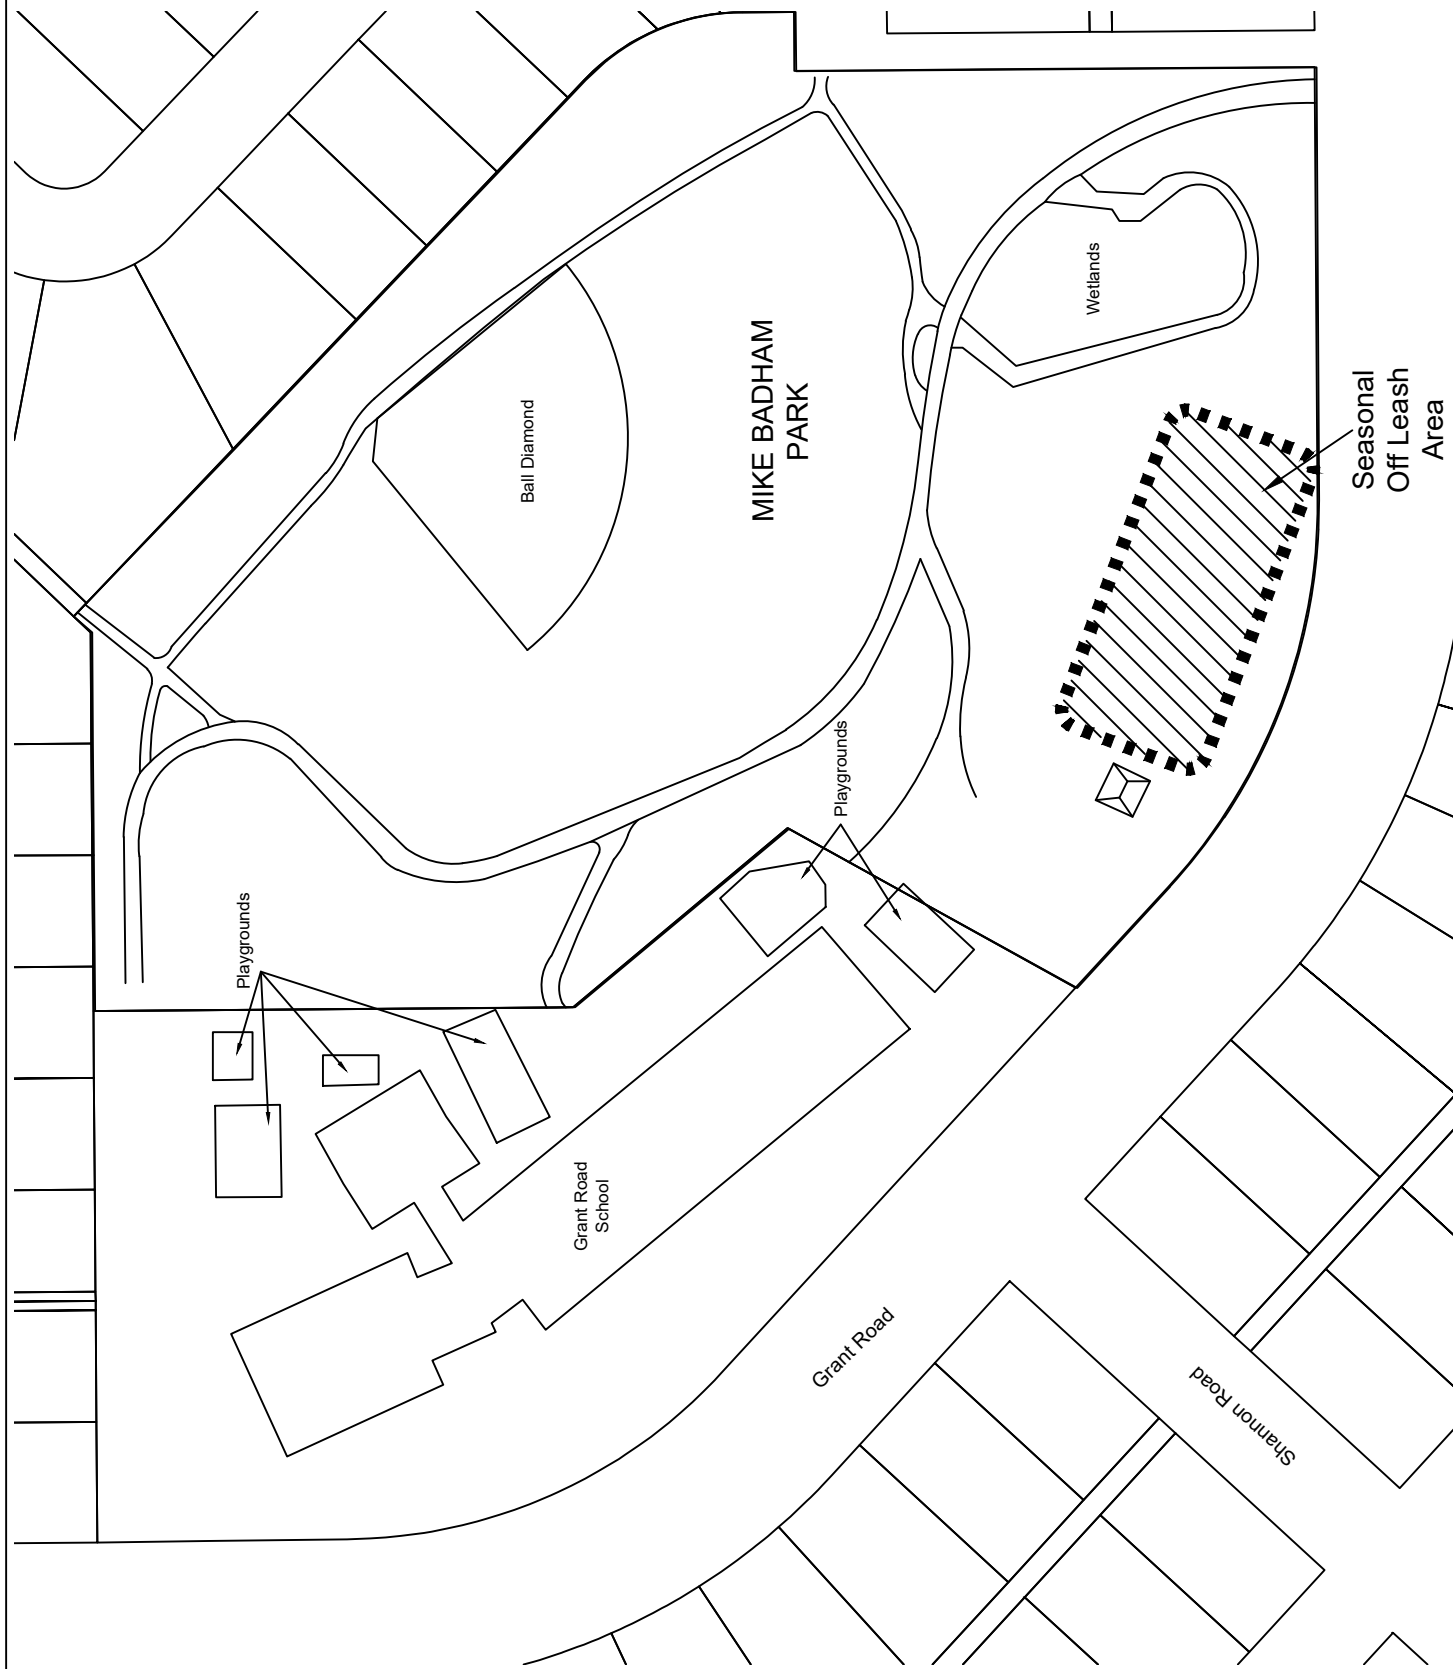 MIKE BADHAM
PARK
Ball Diamond
Wetlands
Seasonal
Off Leash
Area
Playgrounds
Playgrounds
Grant Road
School
Grant Road
Shannon Road